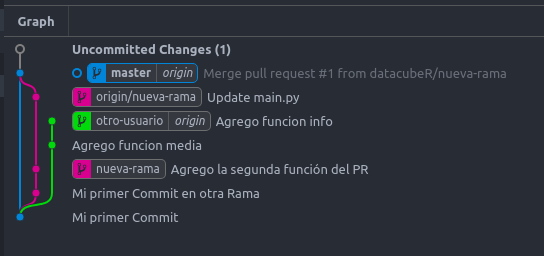 Graph
Uncommitted Changes (1)
master origin Merge pull request #1 from datacubeR/nueva-rama
origin/nueva-rama Update main.py
otro-usuario origin Agrego funcion info
Agrego funcion media
nueva-rama Agrego la segunda función del PR
Mi primer Commit en otra Rama
Mi primer Commit